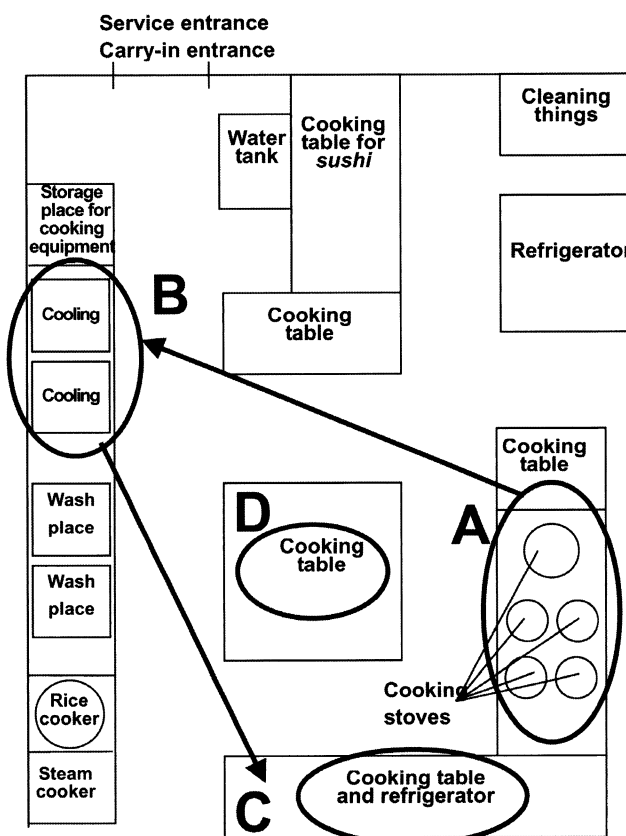 Service entrance
Carry-in entrance
Cleaning
things
Water
tank
Cooking
table for
sushi
Storage
place for
cooking
equipment
Refrigerator
B
Cooling
Cooking
table
Cooling
Cooking
table
Wash
place
D
Cooking
table
A
Wash
place
Cooking
stoves
Rice
cooker
Steam
cooker
C
Cooking table
and refrigerator